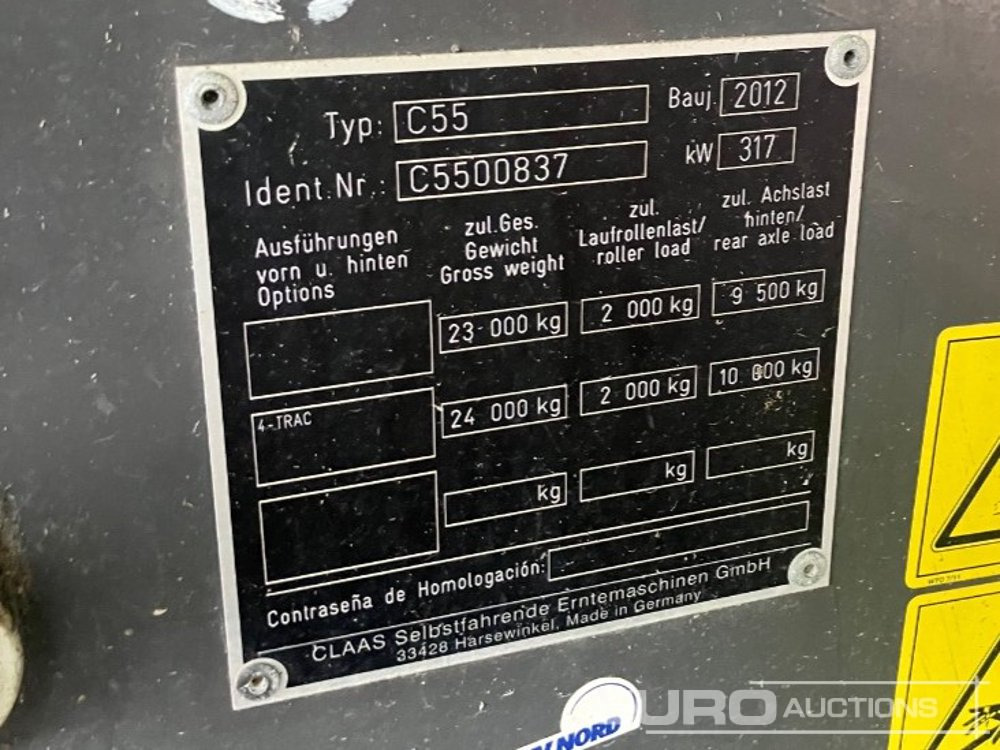 Typ: C55 Bauj. 2012
Ident.Nr.: C5500837 kW 317
Ausführungen
vorn u. hinten
Options
zul.Ges.
Gewicht
Gross weight
zul.
Laufrollenlast/
roller load
zul. Achslast
hinten/
rear axle load
23 000 kg 2 000 kg 9 500 kg
4-TRAC 24 000 kg 2 000 kg 10 000 kg
kg kg kg
Contraseña de Homologación:
CLAAS Selbstfahrende Erntemaschinen GmbH
33428 Harsewinkel, Made in Germany
NORD
URO AUCTIONS